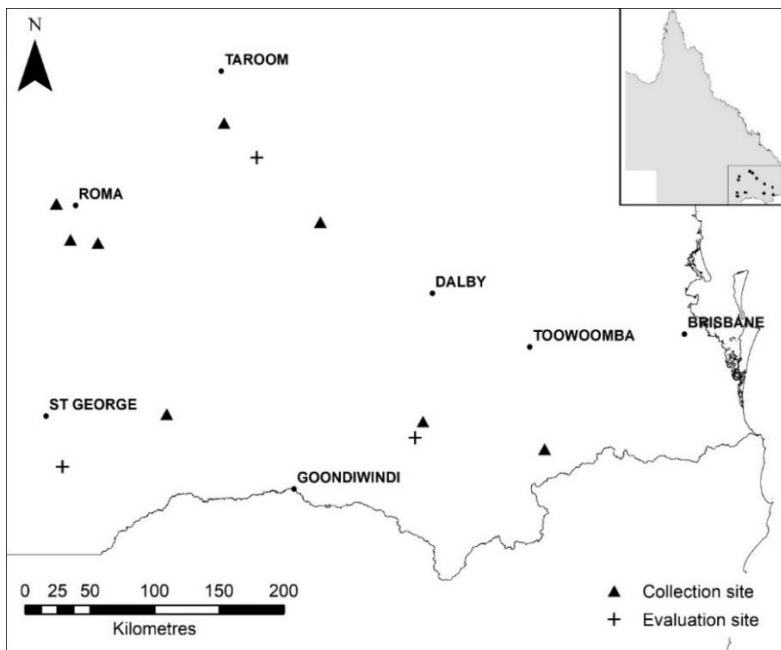 N
TAROOM
ROMA
DALBY
BRISBANE
TOOWOOMBA
ST GEORGE
GOONDIWINDI
0 25 50 100 150 200
Kilometres
Collection site
Evaluation site